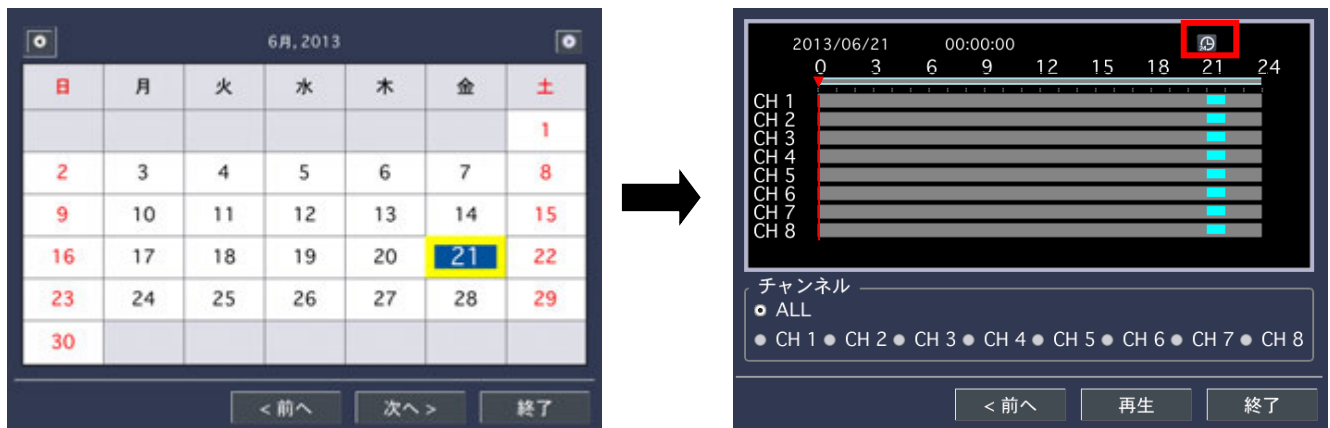 6月, 2013
日 月 火 水 木 金 土
1
2 3 4 5 6 7 8
9 10 11 12 13 14 15
16 17 18 19 20 21 22
23 24 25 26 27 28 29
30
< 前へ 次へ > 終了
2013/06/21 00:00:00
0 3 6 9 12 15 18 21 24
CH 1
CH 2
CH 3
CH 4
CH 5
CH 6
CH 7
CH 8
チャンネル
ALL
CH 1 CH 2 CH 3 CH 4 CH 5 CH 6 CH 7 CH 8
< 前へ 再生 終了